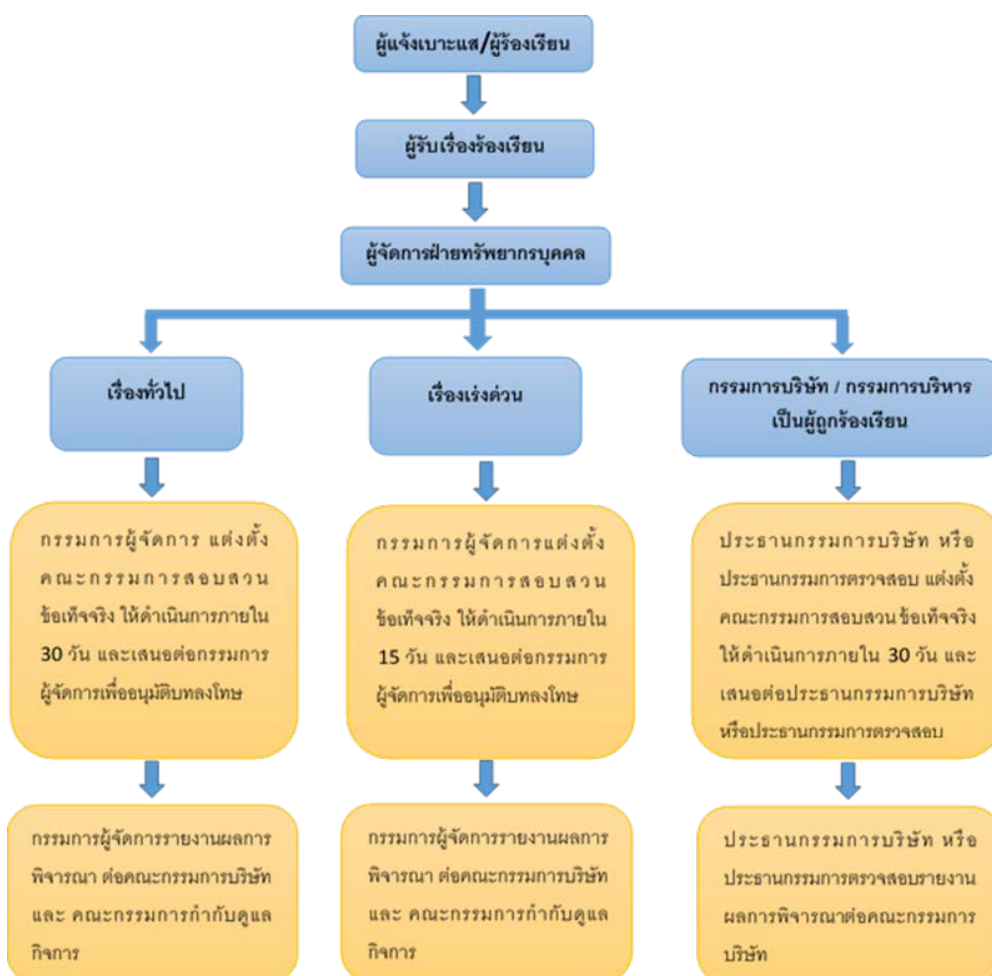 ผู้แจ้งเบาะแส/ผู้ร้องเรียน
ผู้รับเรื่องร้องเรียน
ผู้จัดการฝ่ายทรัพยากรบุคคล
เรื่องทั่วไป
เรื่องเร่งด่วน
กรรมการบริษัท / กรรมการบริหาร
เป็นผู้ถูกร้องเรียน
กรรมการผู้จัดการ แต่งตั้ง
คณะกรรมการสอบสวน
ข้อเท็จจริง ให้ดำเนินการภายใน
30 วัน และเสนอต่อกรรมการ
ผู้จัดการเพื่ออนุมัติบทลงโทษ
กรรมการผู้จัดการแต่งตั้ง
คณะกรรมการสอบสวน
ข้อเท็จจริง ให้ดำเนินการภายใน
15 วัน และเสนอต่อกรรมการ
ผู้จัดการเพื่ออนุมัติบทลงโทษ
ประธานกรรมการบริษัท หรือ
ประธานกรรมการตรวจสอบ แต่งตั้ง
คณะกรรมการสอบสวนข้อเท็จจริง
ให้ดำเนินการภายใน 30 วัน และ
เสนอต่อประธานกรรมการบริษัท
หรือประธานกรรมการตรวจสอบ
กรรมการผู้จัดการรายงานผลการ
พิจารณา ต่อคณะกรรมการบริษัท
และ คณะกรรมการกำกับดูแล
กิจการ
กรรมการผู้จัดการรายงานผลการ
พิจารณา ต่อคณะกรรมการบริษัท
และ คณะกรรมการกำกับดูแล
กิจการ
ประธานกรรมการบริษัท หรือ
ประธานกรรมการตรวจสอบรายงาน
ผลการพิจารณาต่อคณะกรรมการ
บริษัท